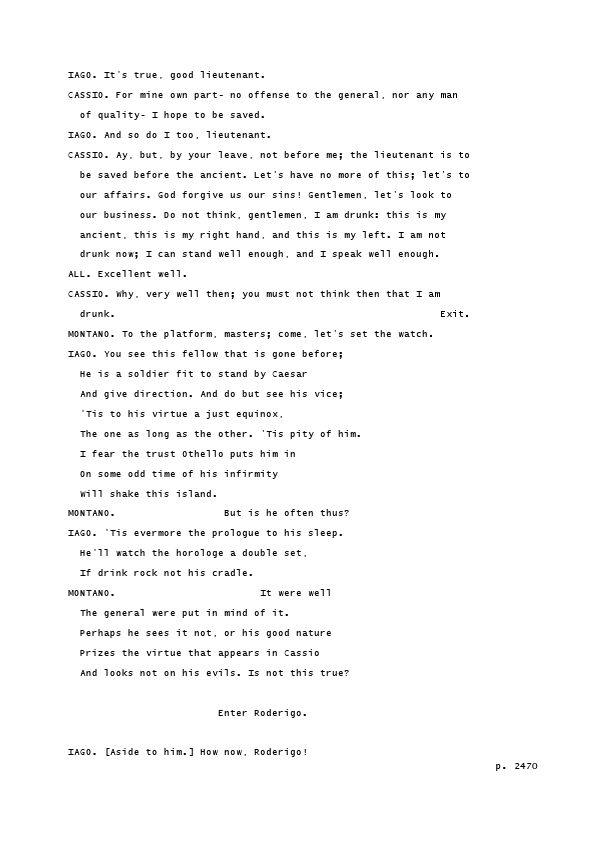 IAGO. It's true, good lieutenant.
CASSIO. For mine own part- no offense to the general, nor any man
of quality- I hope to be saved.
IAGO. And so do I too, lieutenant.
CASSIO. Ay, but, by your leave, not before me; the lieutenant is to
be saved before the ancient. Let's have no more of this; let's to
our affairs. God forgive us our sins! Gentlemen, let's look to
our business. Do not think, gentlemen, I am drunk: this is my
ancient, this is my right hand, and this is my left. I am not
drunk now; I can stand well enough, and I speak well enough.
ALL. Excellent well.
CASSIO. Why, very well then; you must not think then that I am
drunk. Exit.
MONTANO. To the platform, masters; come, let's set the watch.
IAGO. You see this fellow that is gone before;
He is a soldier fit to stand by Caesar
And give direction. And do but see his vice;
'Tis to his virtue a just equinox,
The one as long as the other. 'Tis pity of him.
I fear the trust Othello puts him in
On some odd time of his infirmity
Will shake this island.
MONTANO. But is he often thus?
IAGO. 'Tis evermore the prologue to his sleep.
He'll watch the horologe a double set,
If drink rock not his cradle.
MONTANO. It were well
The general were put in mind of it.
Perhaps he sees it not, or his good nature
Prizes the virtue that appears in Cassio
And looks not on his evils. Is not this true?
Enter Roderigo.
IAGO. [Aside to him.] How now, Roderigo!
p. 2470